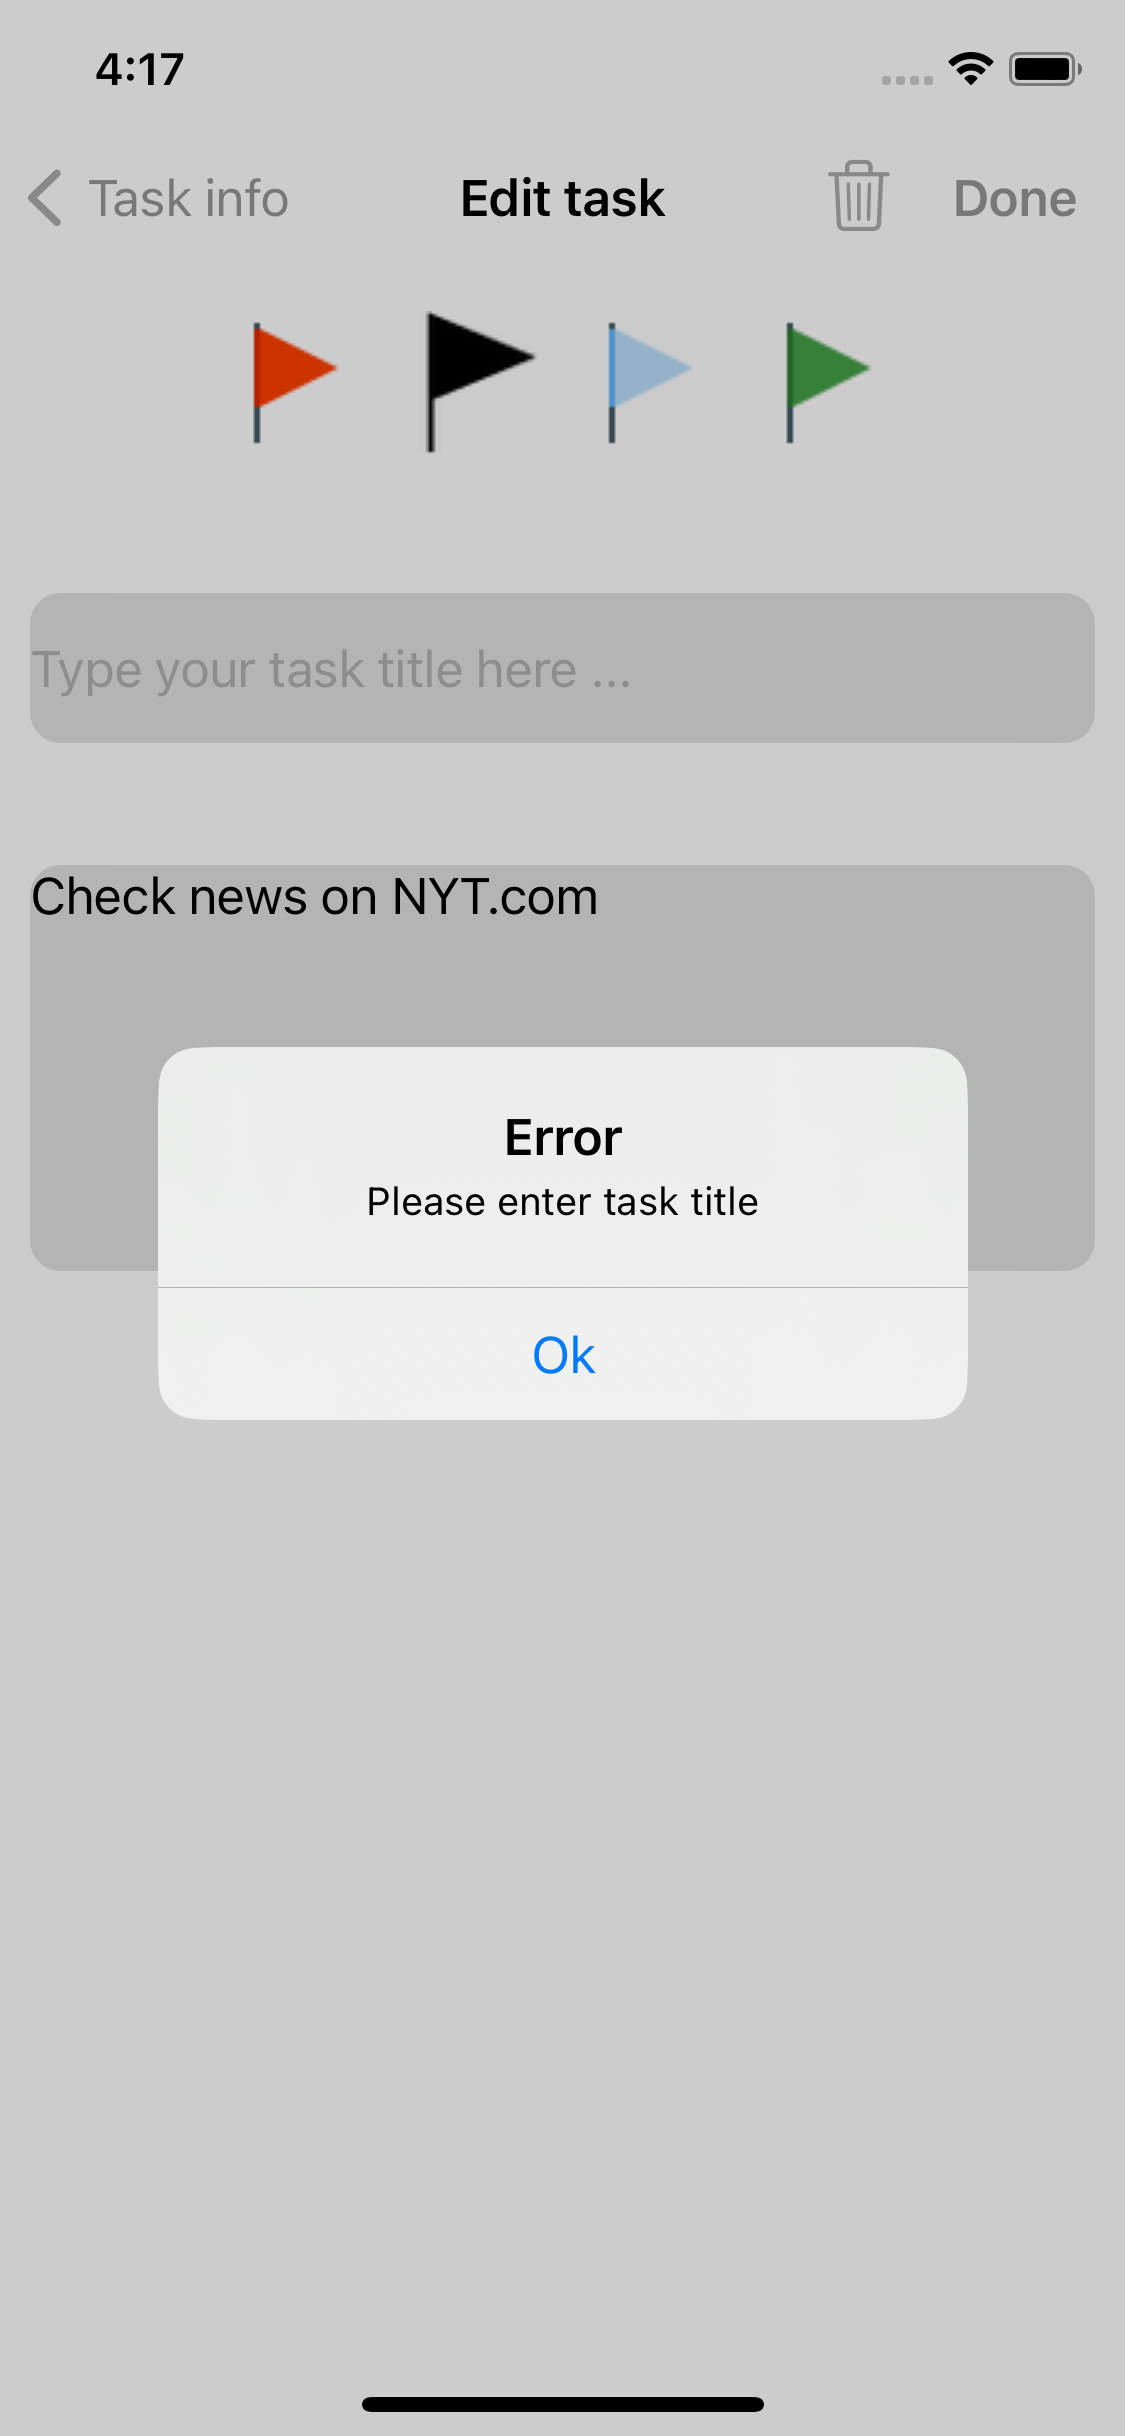 4:17
Task info
Edit task
Done
Type your task title here ...
Check news on NYT.com
Error
Please enter task title
Ok